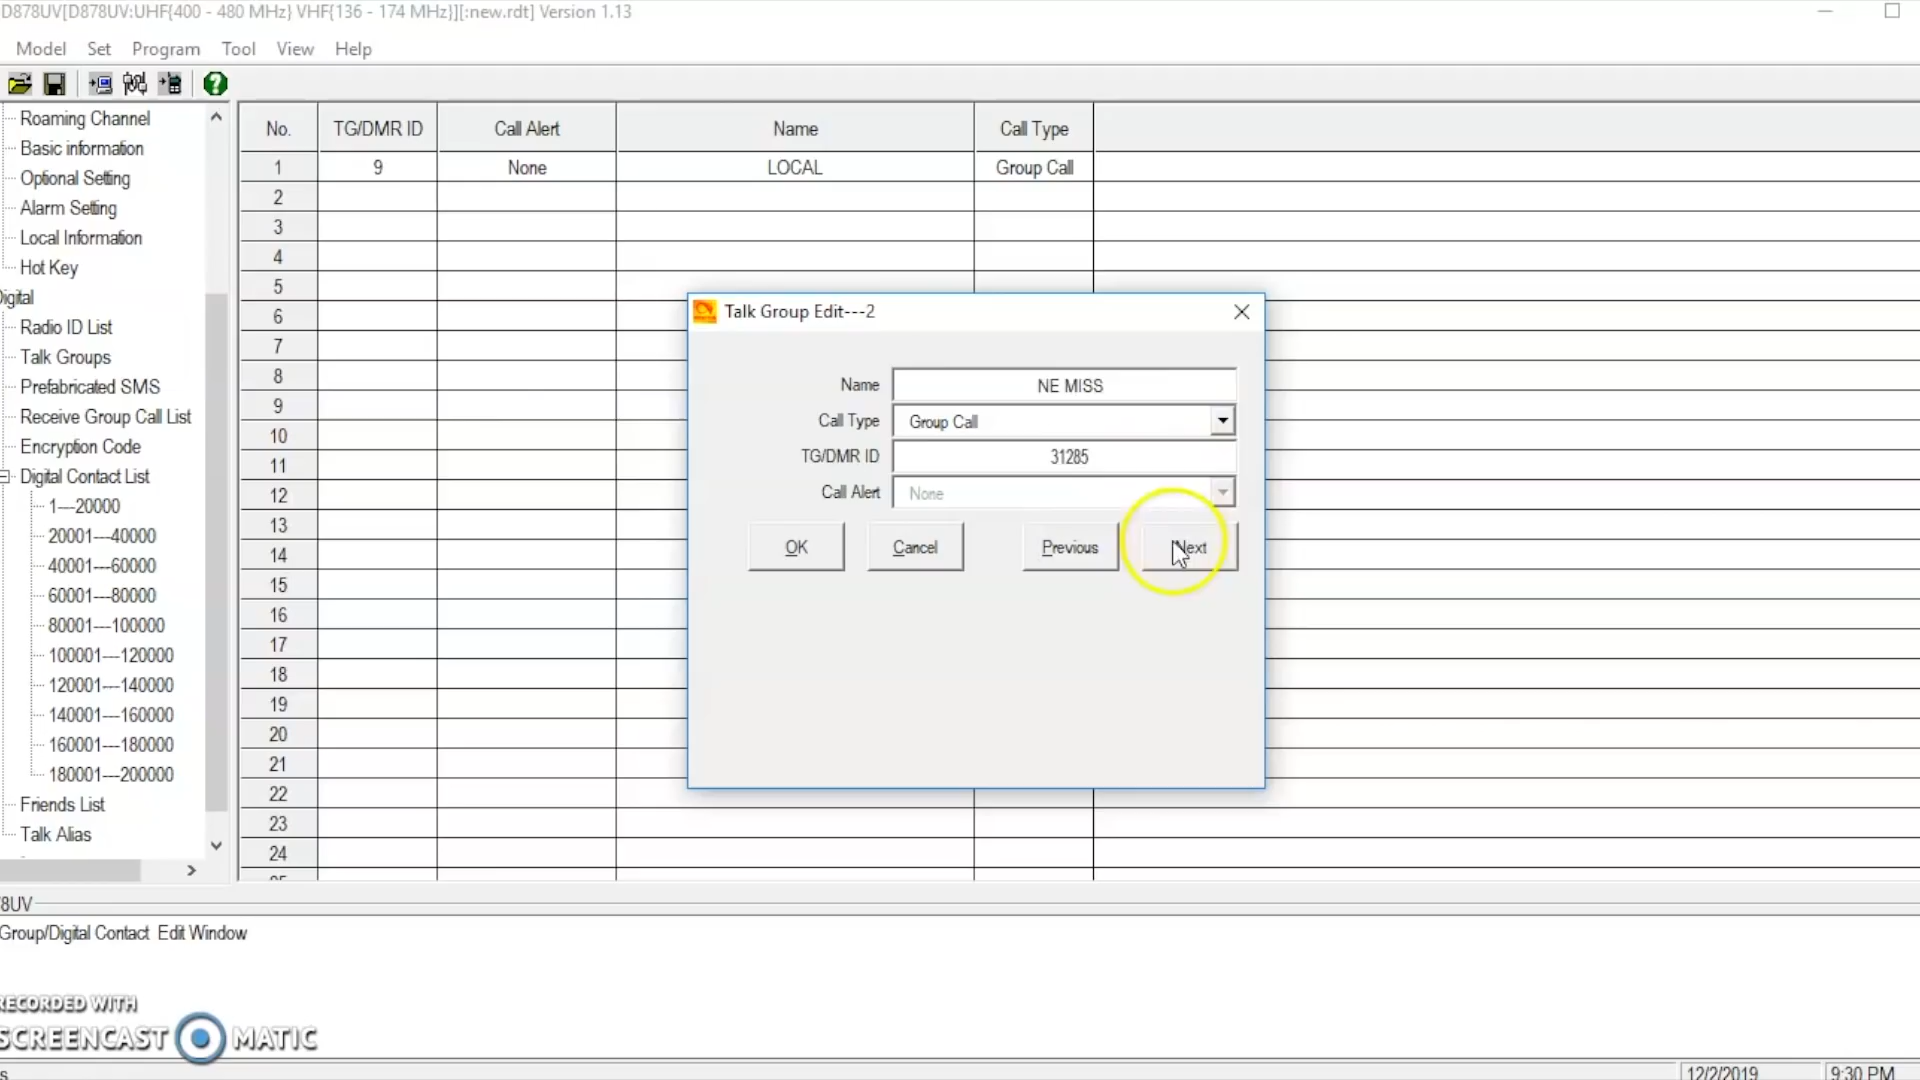 D878UV[D878UV:UHF{400 - 480 MHz} VHF{136 - 174 MHz}][:new.rdt] Version 1.13
Model Set Program Tool View Help
Roaming Channel
Basic information
Optional Setting
Alarm Setting
Local Information
Hot Key
Digital
Radio ID List
Talk Groups
Prefabricated SMS
Receive Group Call List
Encryption Code
Digital Contact List
1---20000
20001---40000
40001---60000
60001---80000
80001---100000
100001---120000
120001---140000
140001---160000
160001---180000
180001---200000
Friends List
Talk Alias
No. TG/DMR ID Call Alert Name Call Type
1 9 None LOCAL Group Call
2
3
4
5
6
7
8
9
10
11
12
13
14
15
16
17
18
19
20
21
22
23
24
25
Talk Group Edit---2
Name NE MISS
Call Type Group Call
TG/DMR ID 31285
Call Alert None
OK Cancel Previous Next
8UV
Group/Digital Contact Edit Window
RECORDED WITH
SCREENCAST MATIC
12/2/2019 9:30 PM